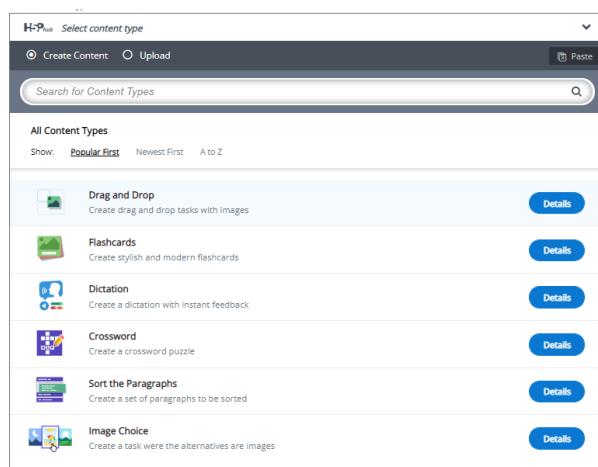 H5P hub Select content type
Create Content Upload Paste
Search for Content Types
All Content Types
Show: Popular First Newest First A to Z
Drag and Drop
Create drag and drop tasks with images
Details
Flashcards
Create stylish and modern flashcards
Details
Dictation
Create a dictation with instant feedback
Details
Crossword
Create a crossword puzzle
Details
Sort the Paragraphs
Create a set of paragraphs to be sorted
Details
Image Choice
Create a task were the alternatives are images
Details